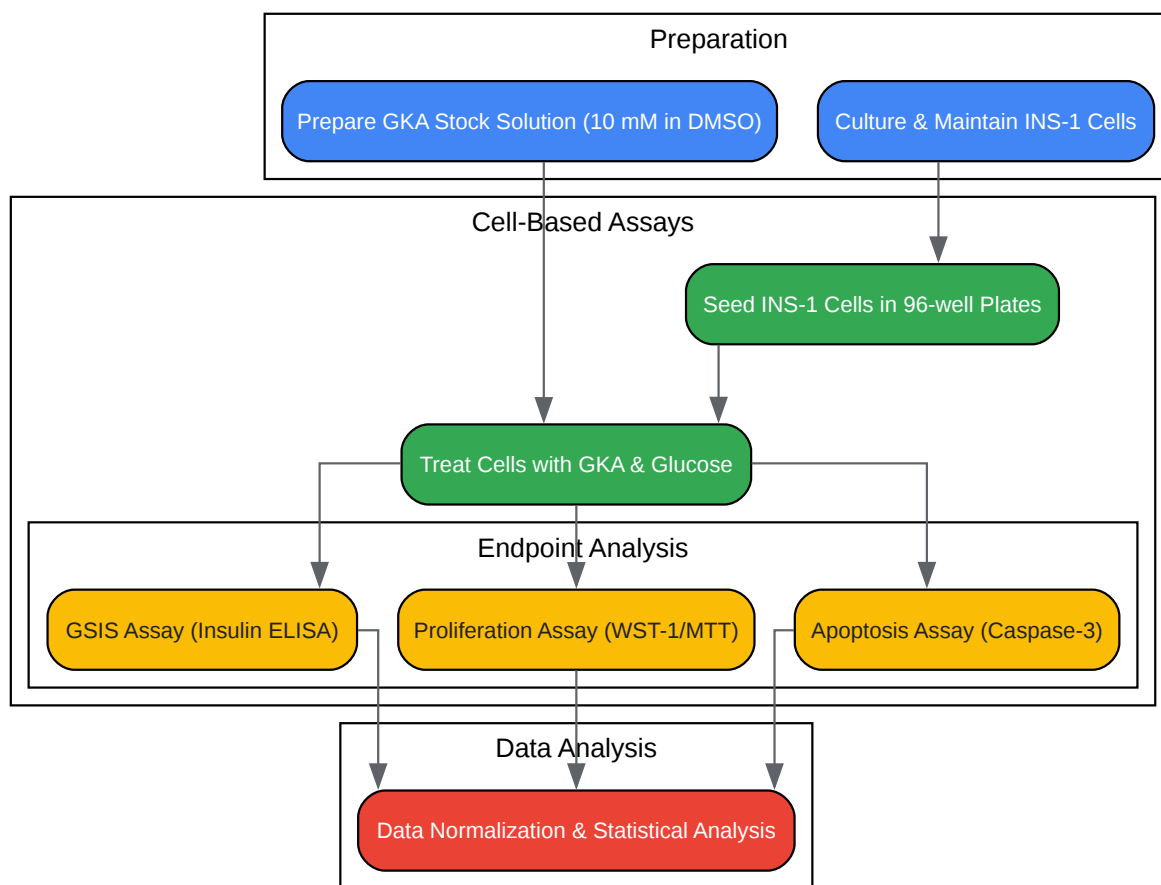 Preparation
Prepare GKA Stock Solution (10 mM in DMSO)
Culture & Maintain INS-1 Cells
Cell-Based Assays
Seed INS-1 Cells in 96-well Plates
Treat Cells with GKA & Glucose
Endpoint Analysis
GSIS Assay (Insulin ELISA)
Proliferation Assay (WST-1/MTT)
Apoptosis Assay (Caspase-3)
Data Analysis
Data Normalization & Statistical Analysis